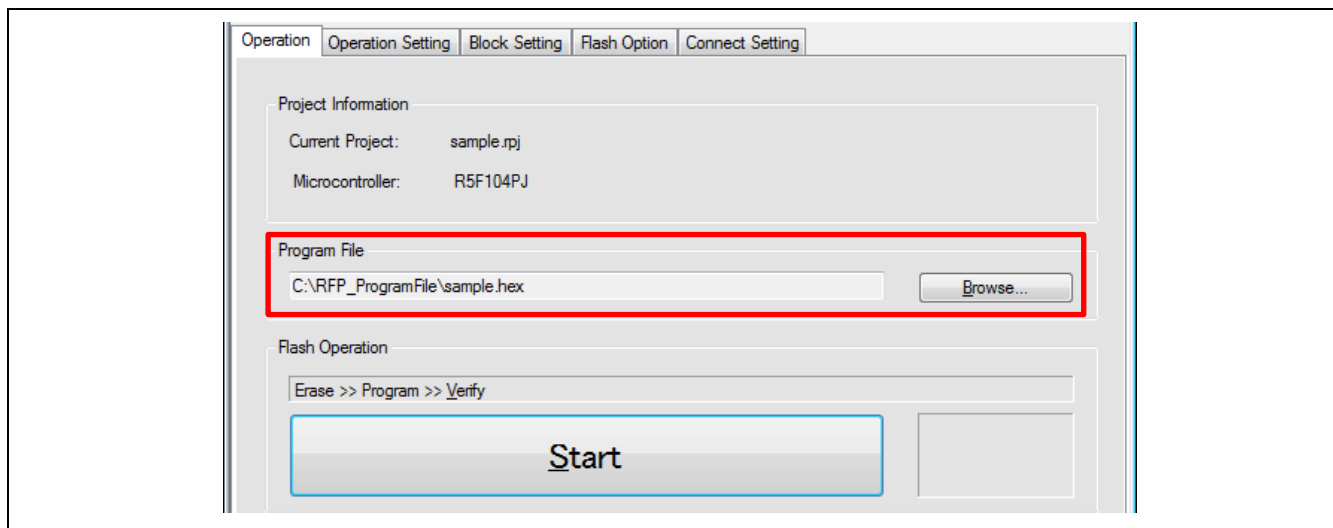 Operation Operation Setting Block Setting Flash Option Connect Setting
Project Information
Current Project: sample.rpj
Microcontroller: R5F104PJ
Program File
C:\RFP_ProgramFile\sample.hex Browse...
Flash Operation
Erase >> Program >> Verify
Start